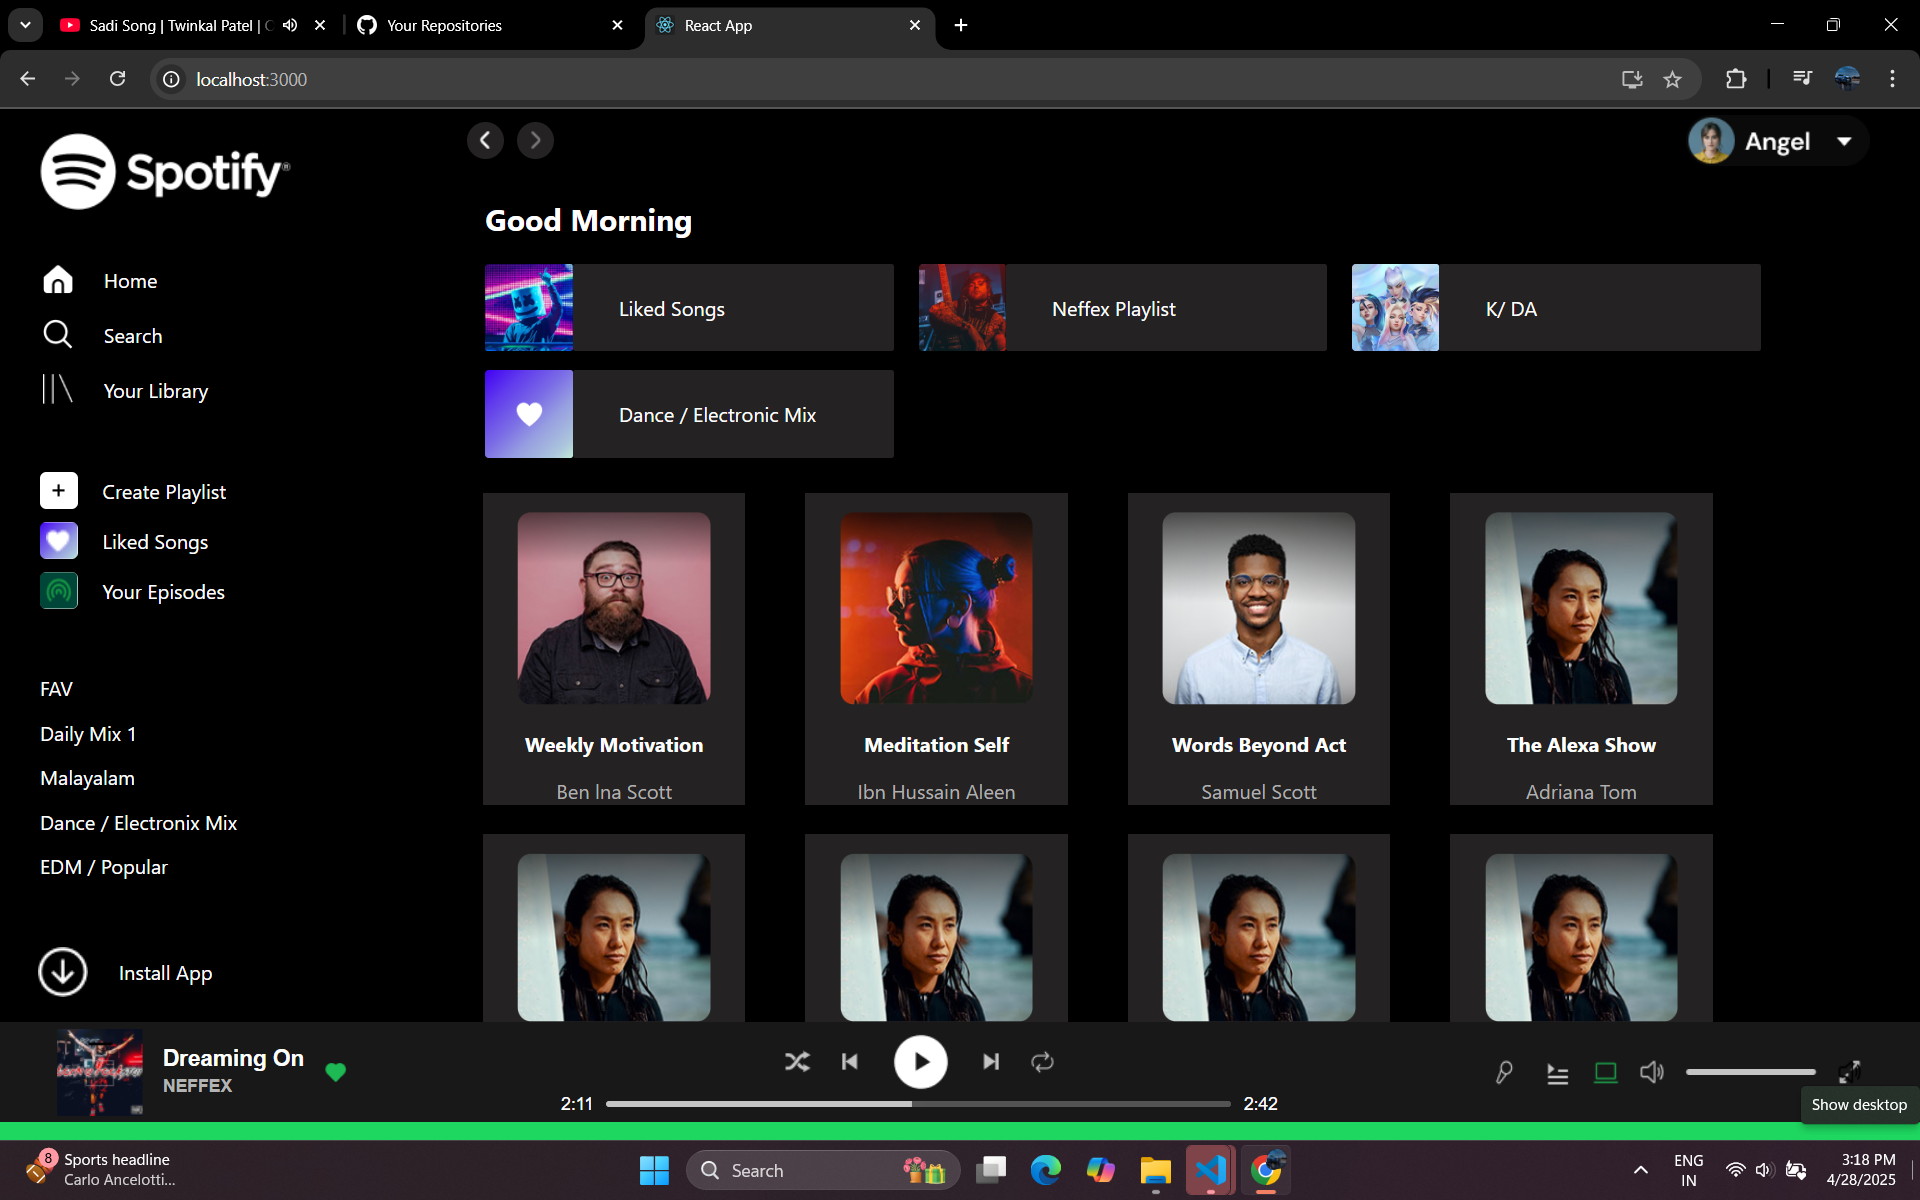 Sadi Song | Twinkal Patel |
Your Repositories
React App
localhost:3000
Spotify
®
Angel
Good Morning
Home
Search
Your Library
Liked Songs
Neffex Playlist
K/ DA
Dance / Electronic Mix
Create Playlist
Liked Songs
Your Episodes
FAV
Daily Mix 1
Malayalam
Dance / Electronix Mix
EDM / Popular
Install App
Weekly Motivation
Ben Ina Scott
Meditation Self
Ibn Hussain Aleen
Words Beyond Act
Samuel Scott
The Alexa Show
Adriana Tom
Dreaming On
NEFFEX
2:11
2:42
Show desktop
8
Sports headline
Carlo Ancelotti...
Search
ENG
IN
3:18 PM
4/28/2025